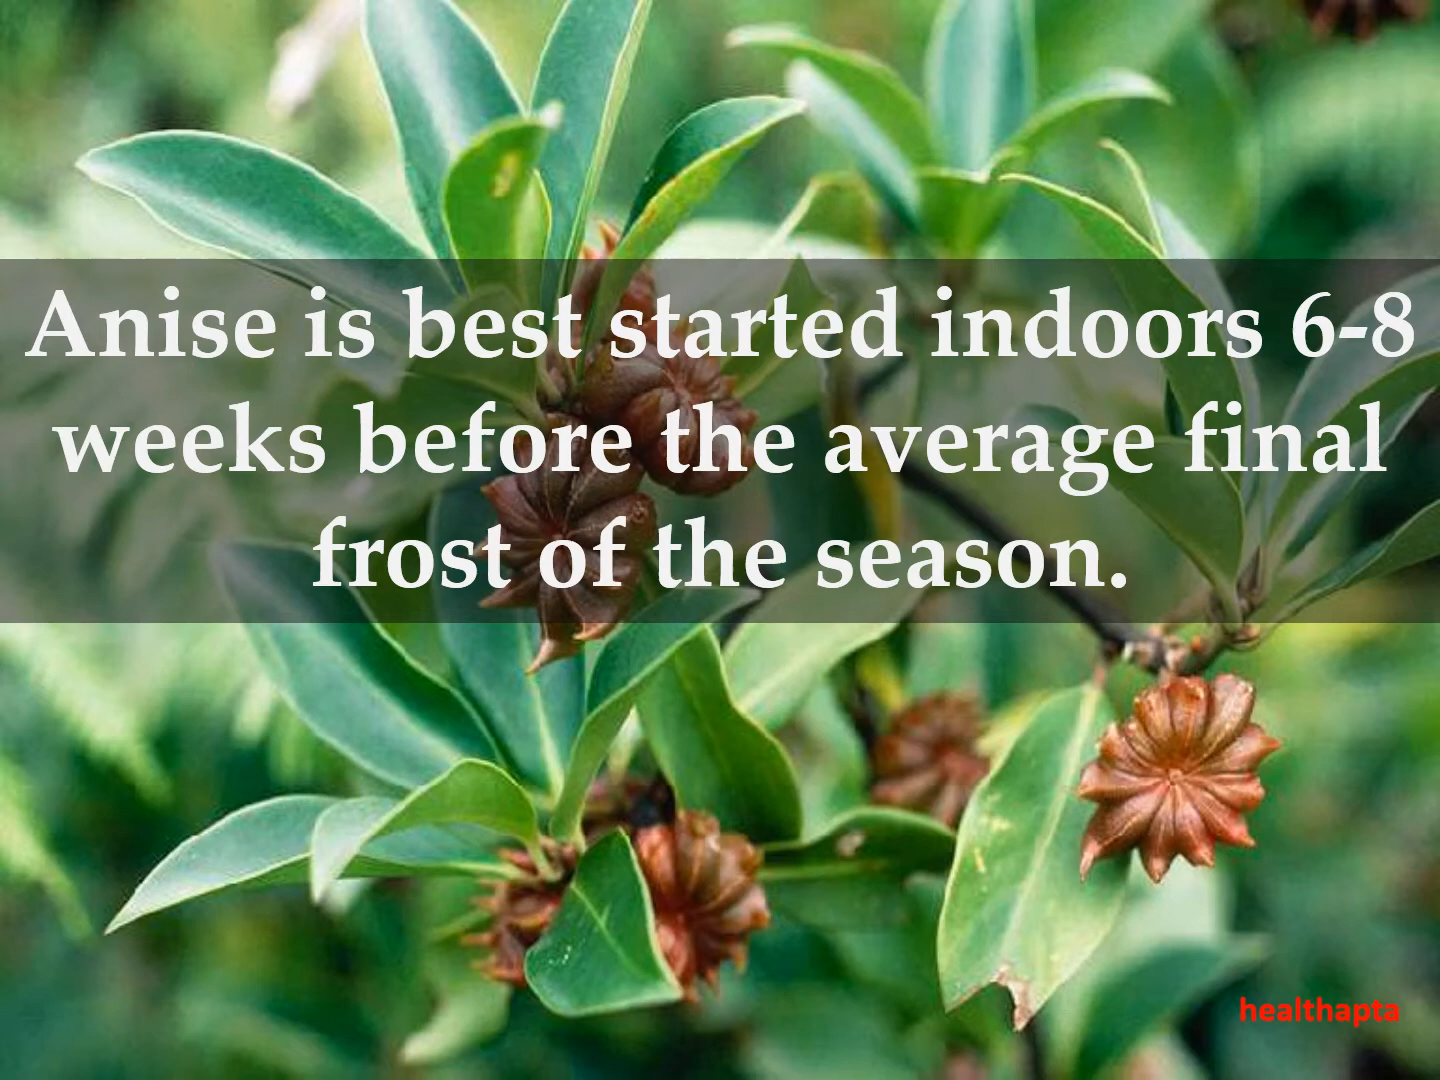 Anise is best started indoors 6-8
weeks before the average final
frost of the season.
healthapta